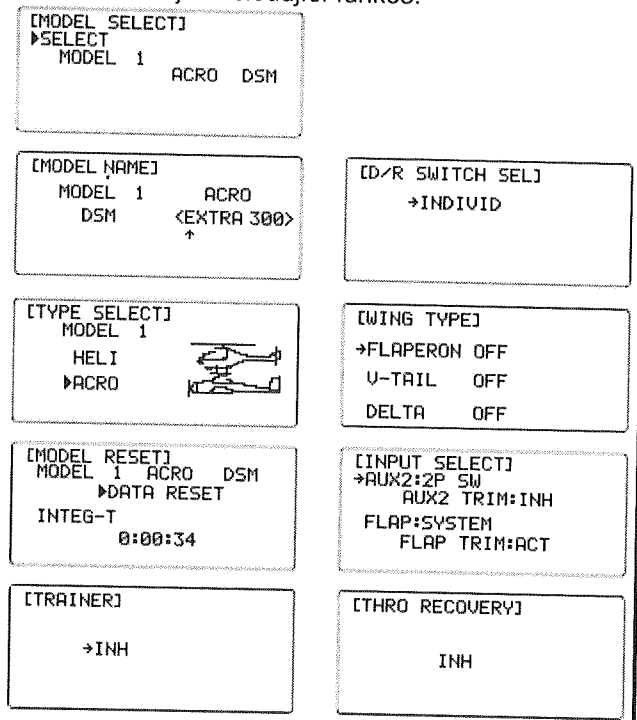 [MODEL SELECT]
▶SELECT
MODEL 1
ACRO DSM
[MODEL NAME]
MODEL 1 ACRO
DSM <EXTRA 300>
↑
[D/R SWITCH SEL]
→INDIVID
[TYPE SELECT]
MODEL 1
HELI
▶ACRO
[WING TYPE]
→FLAPERON OFF
V-TAIL OFF
DELTA OFF
[MODEL RESET]
MODEL 1 ACRO DSM
▶DATA RESET
INTEG-T
0:00:34
[INPUT SELECT]
→AUX2:2P SW
AUX2 TRIM:INH
FLAP:SYSTEM
FLAP TRIM:ACT
[TRAINER]
→INH
[THRO RECOVERY]
INH